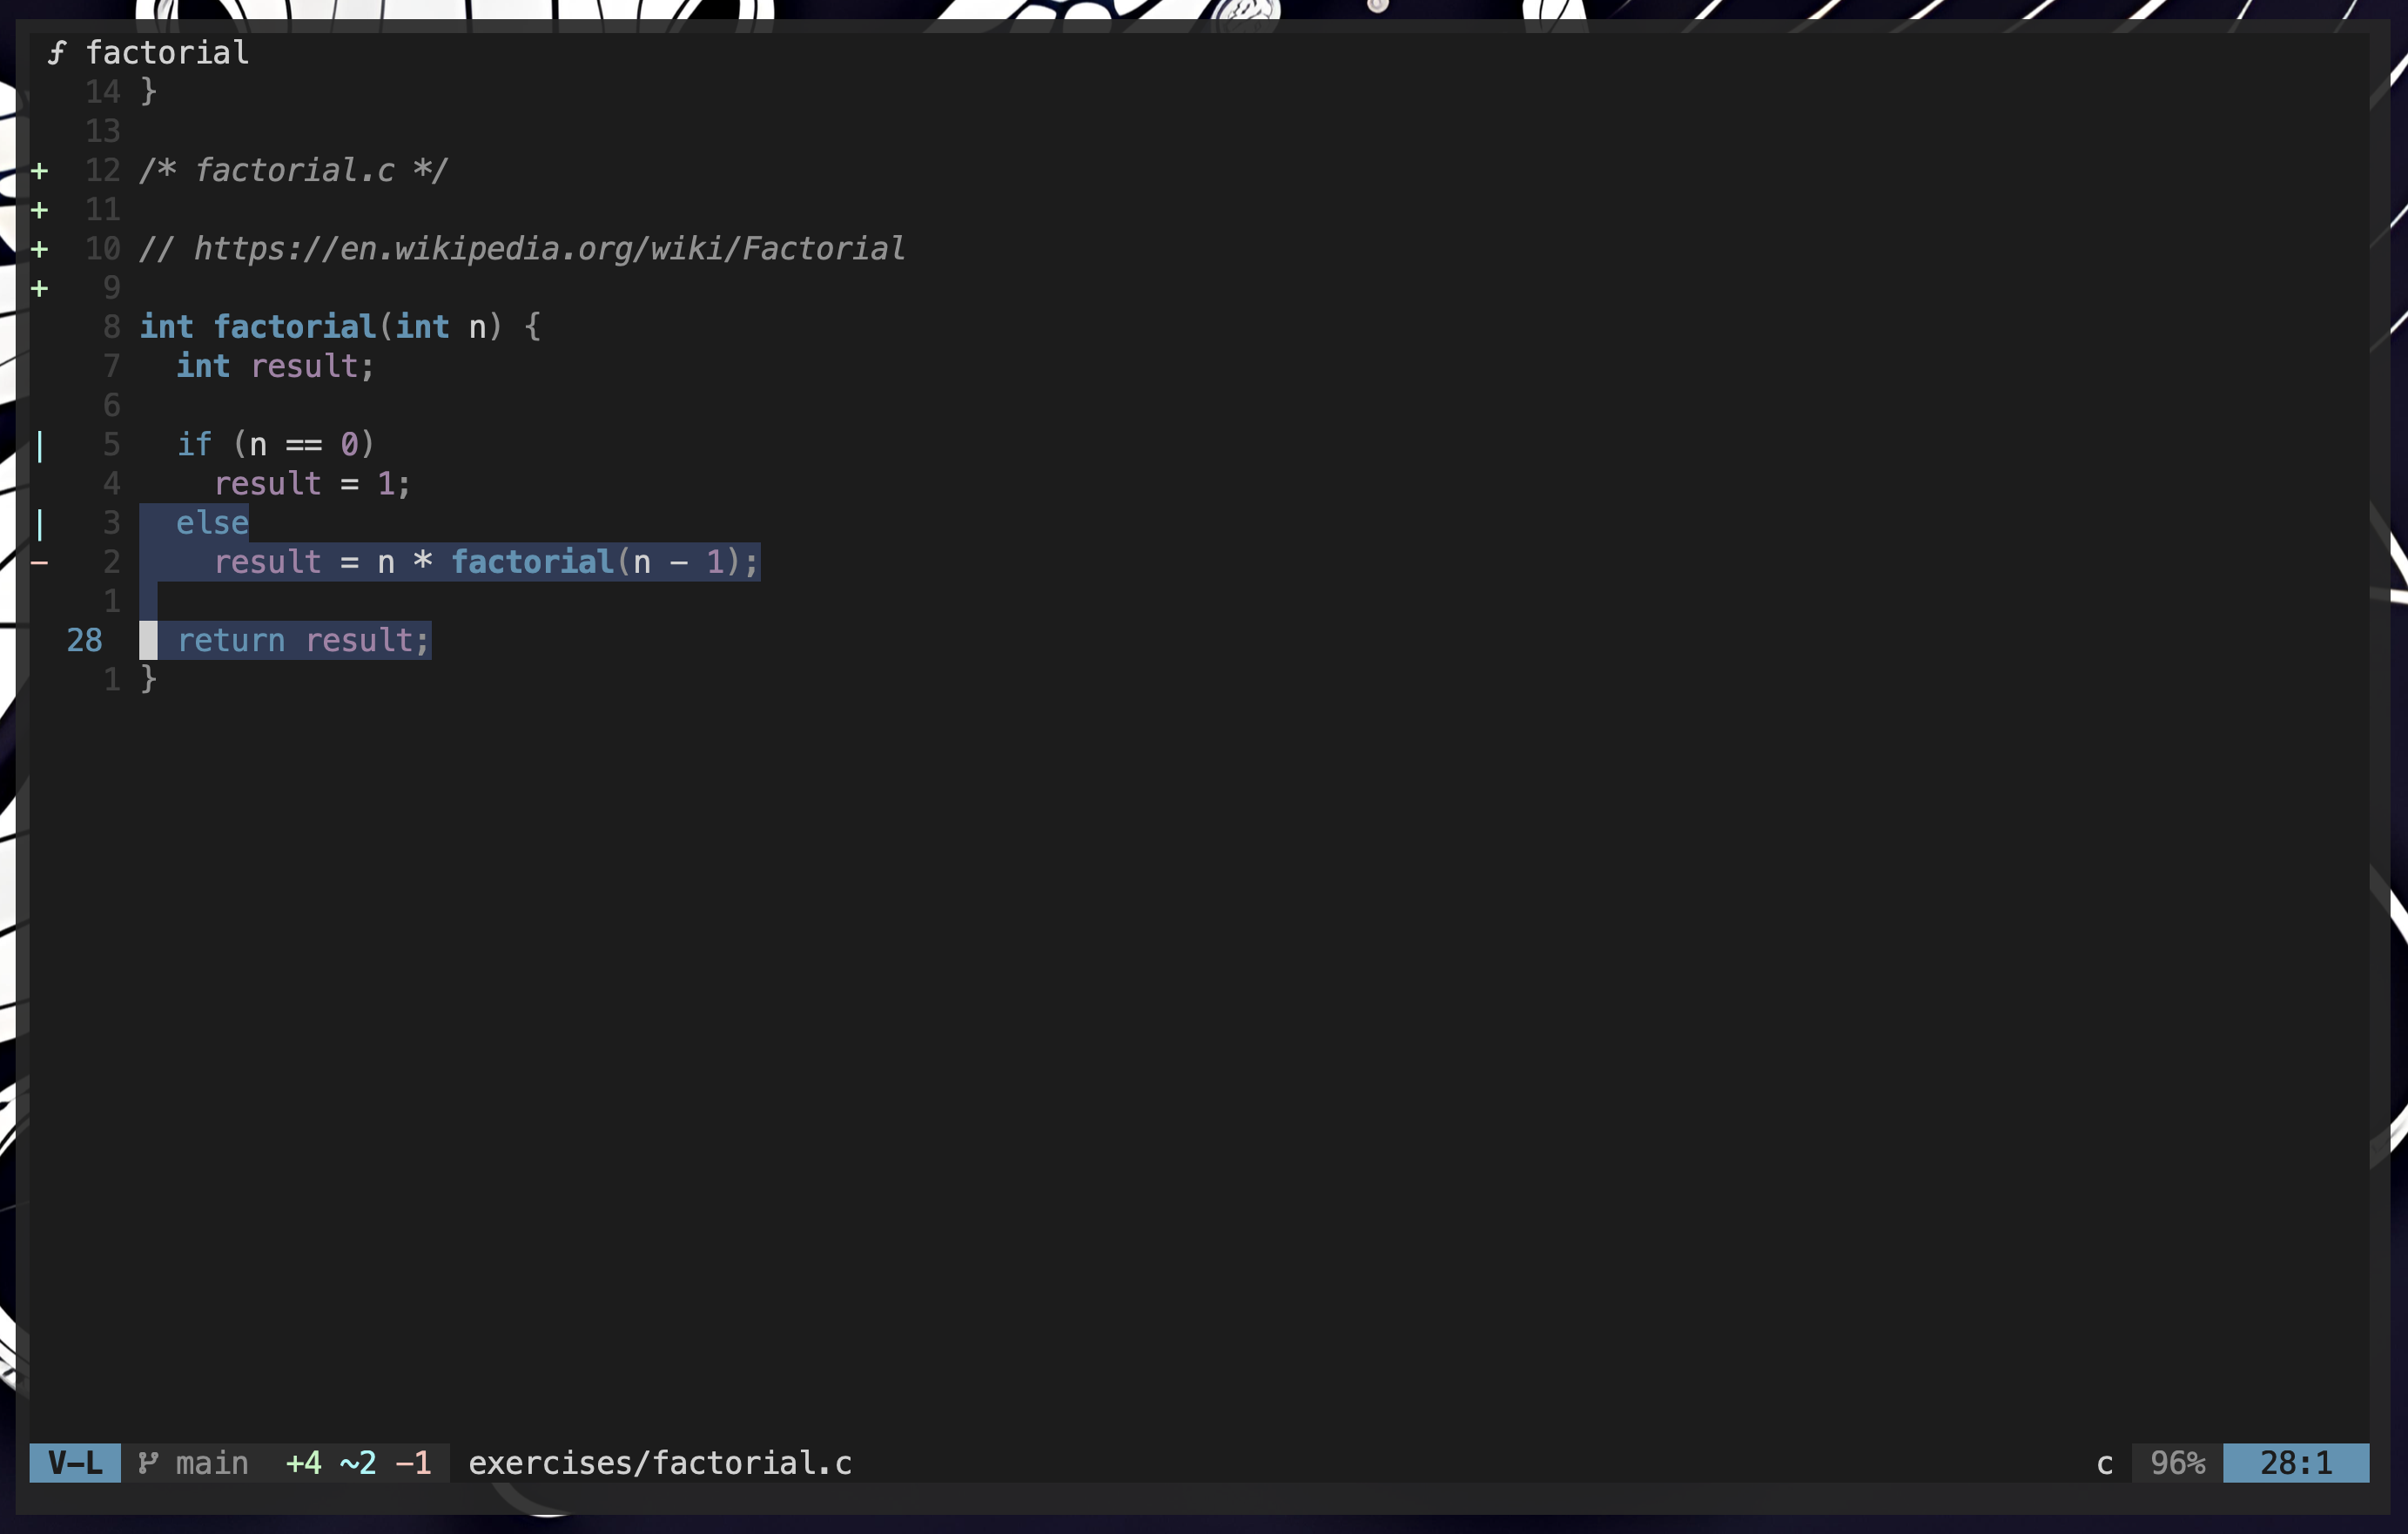 ƒ factorial
14 }
13
+ 12 /* factorial.c */
+ 11
+ 10 // https://en.wikipedia.org/wiki/Factorial
+ 9
8 int factorial(int n) {
7   int result;
6
| 5   if (n == 0)
4     result = 1;
| 3   else
− 2     result = n * factorial(n - 1);
1
28   return result;
1 }
V-L main +4 ~2 -1 exercises/factorial.c c 96% 28:1